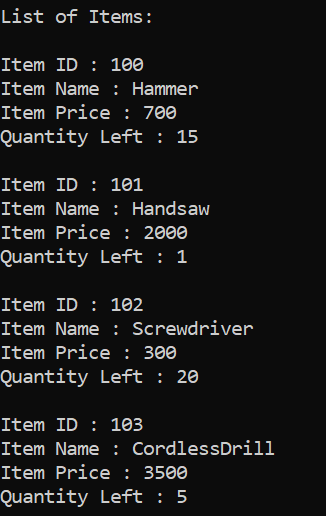 List of Items:

Item ID : 100
Item Name : Hammer
Item Price : 700
Quantity Left : 15

Item ID : 101
Item Name : Handsaw
Item Price : 2000
Quantity Left : 1

Item ID : 102
Item Name : Screwdriver
Item Price : 300
Quantity Left : 20

Item ID : 103
Item Name : CordlessDrill
Item Price : 3500
Quantity Left : 5